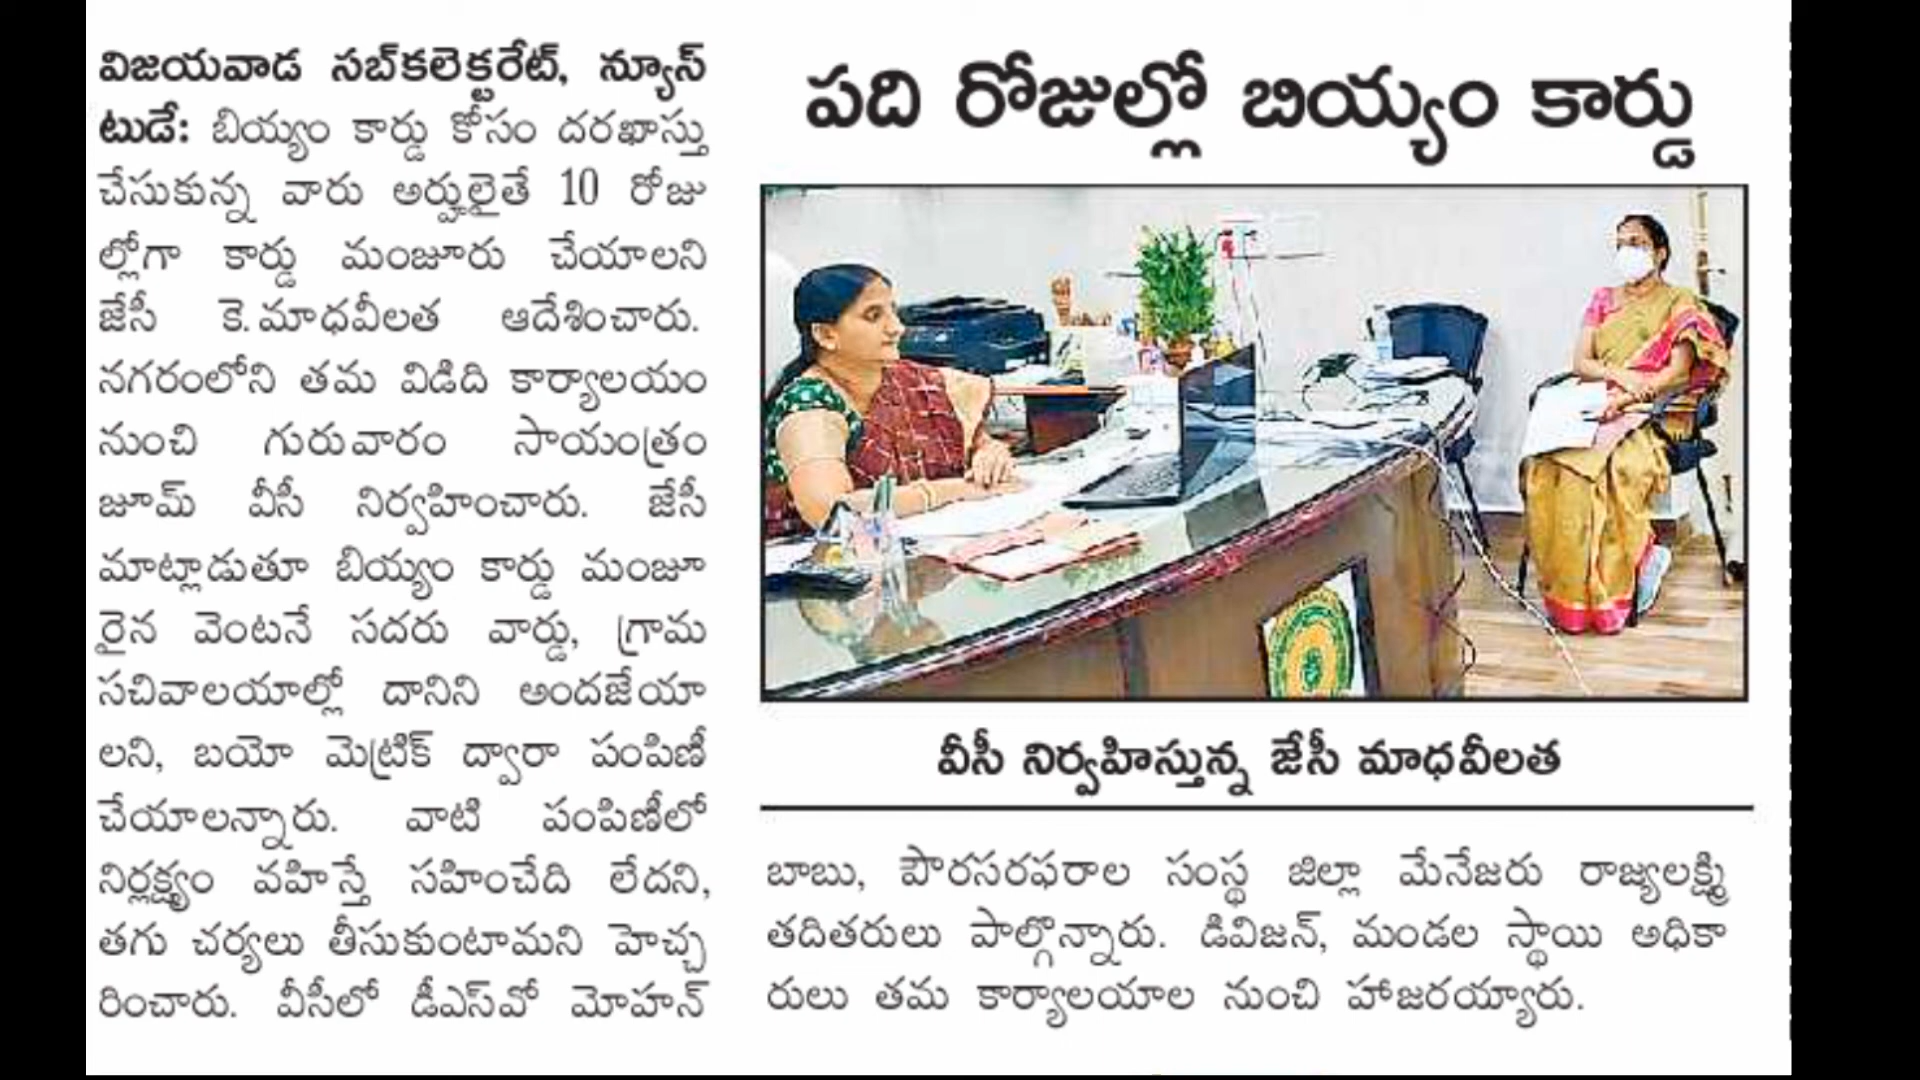 పది రోజుల్లో బియ్యం కార్డు
విజయవాడ సబ్‌కలెక్టరేట్, న్యూస్
టుడే: బియ్యం కార్డు కోసం దరఖాస్తు
చేసుకున్న వారు అర్హులైతే 10 రోజు
ల్లోగా కార్డు మంజూరు చేయాలని
జేసీ కె.మాధవీలత ఆదేశించారు.
నగరంలోని తమ విడిది కార్యాలయం
నుంచి గురువారం సాయంత్రం
జూమ్ వీసీ నిర్వహించారు. జేసీ
మాట్లాడుతూ బియ్యం కార్డు మంజూ
రైన వెంటనే సదరు వార్డు, గ్రామ
సచివాలయాల్లో దానిని అందజేయా
లని, బయో మెట్రిక్ ద్వారా పంపిణీ
చేయాలన్నారు. వాటి పంపిణీలో
నిర్లక్ష్యం వహిస్తే సహించేది లేదని,
తగు చర్యలు తీసుకుంటామని హెచ్చ
రించారు. వీసీలో డీఎస్‌వో మోహన్
వీసీ నిర్వహిస్తున్న జేసీ మాధవీలత
బాబు, పౌరసరఫరాల సంస్థ జిల్లా మేనేజరు రాజ్యలక్ష్మి
తదితరులు పాల్గొన్నారు. డివిజన్, మండల స్థాయి అధికా
రులు తమ కార్యాలయాల నుంచి హాజరయ్యారు.